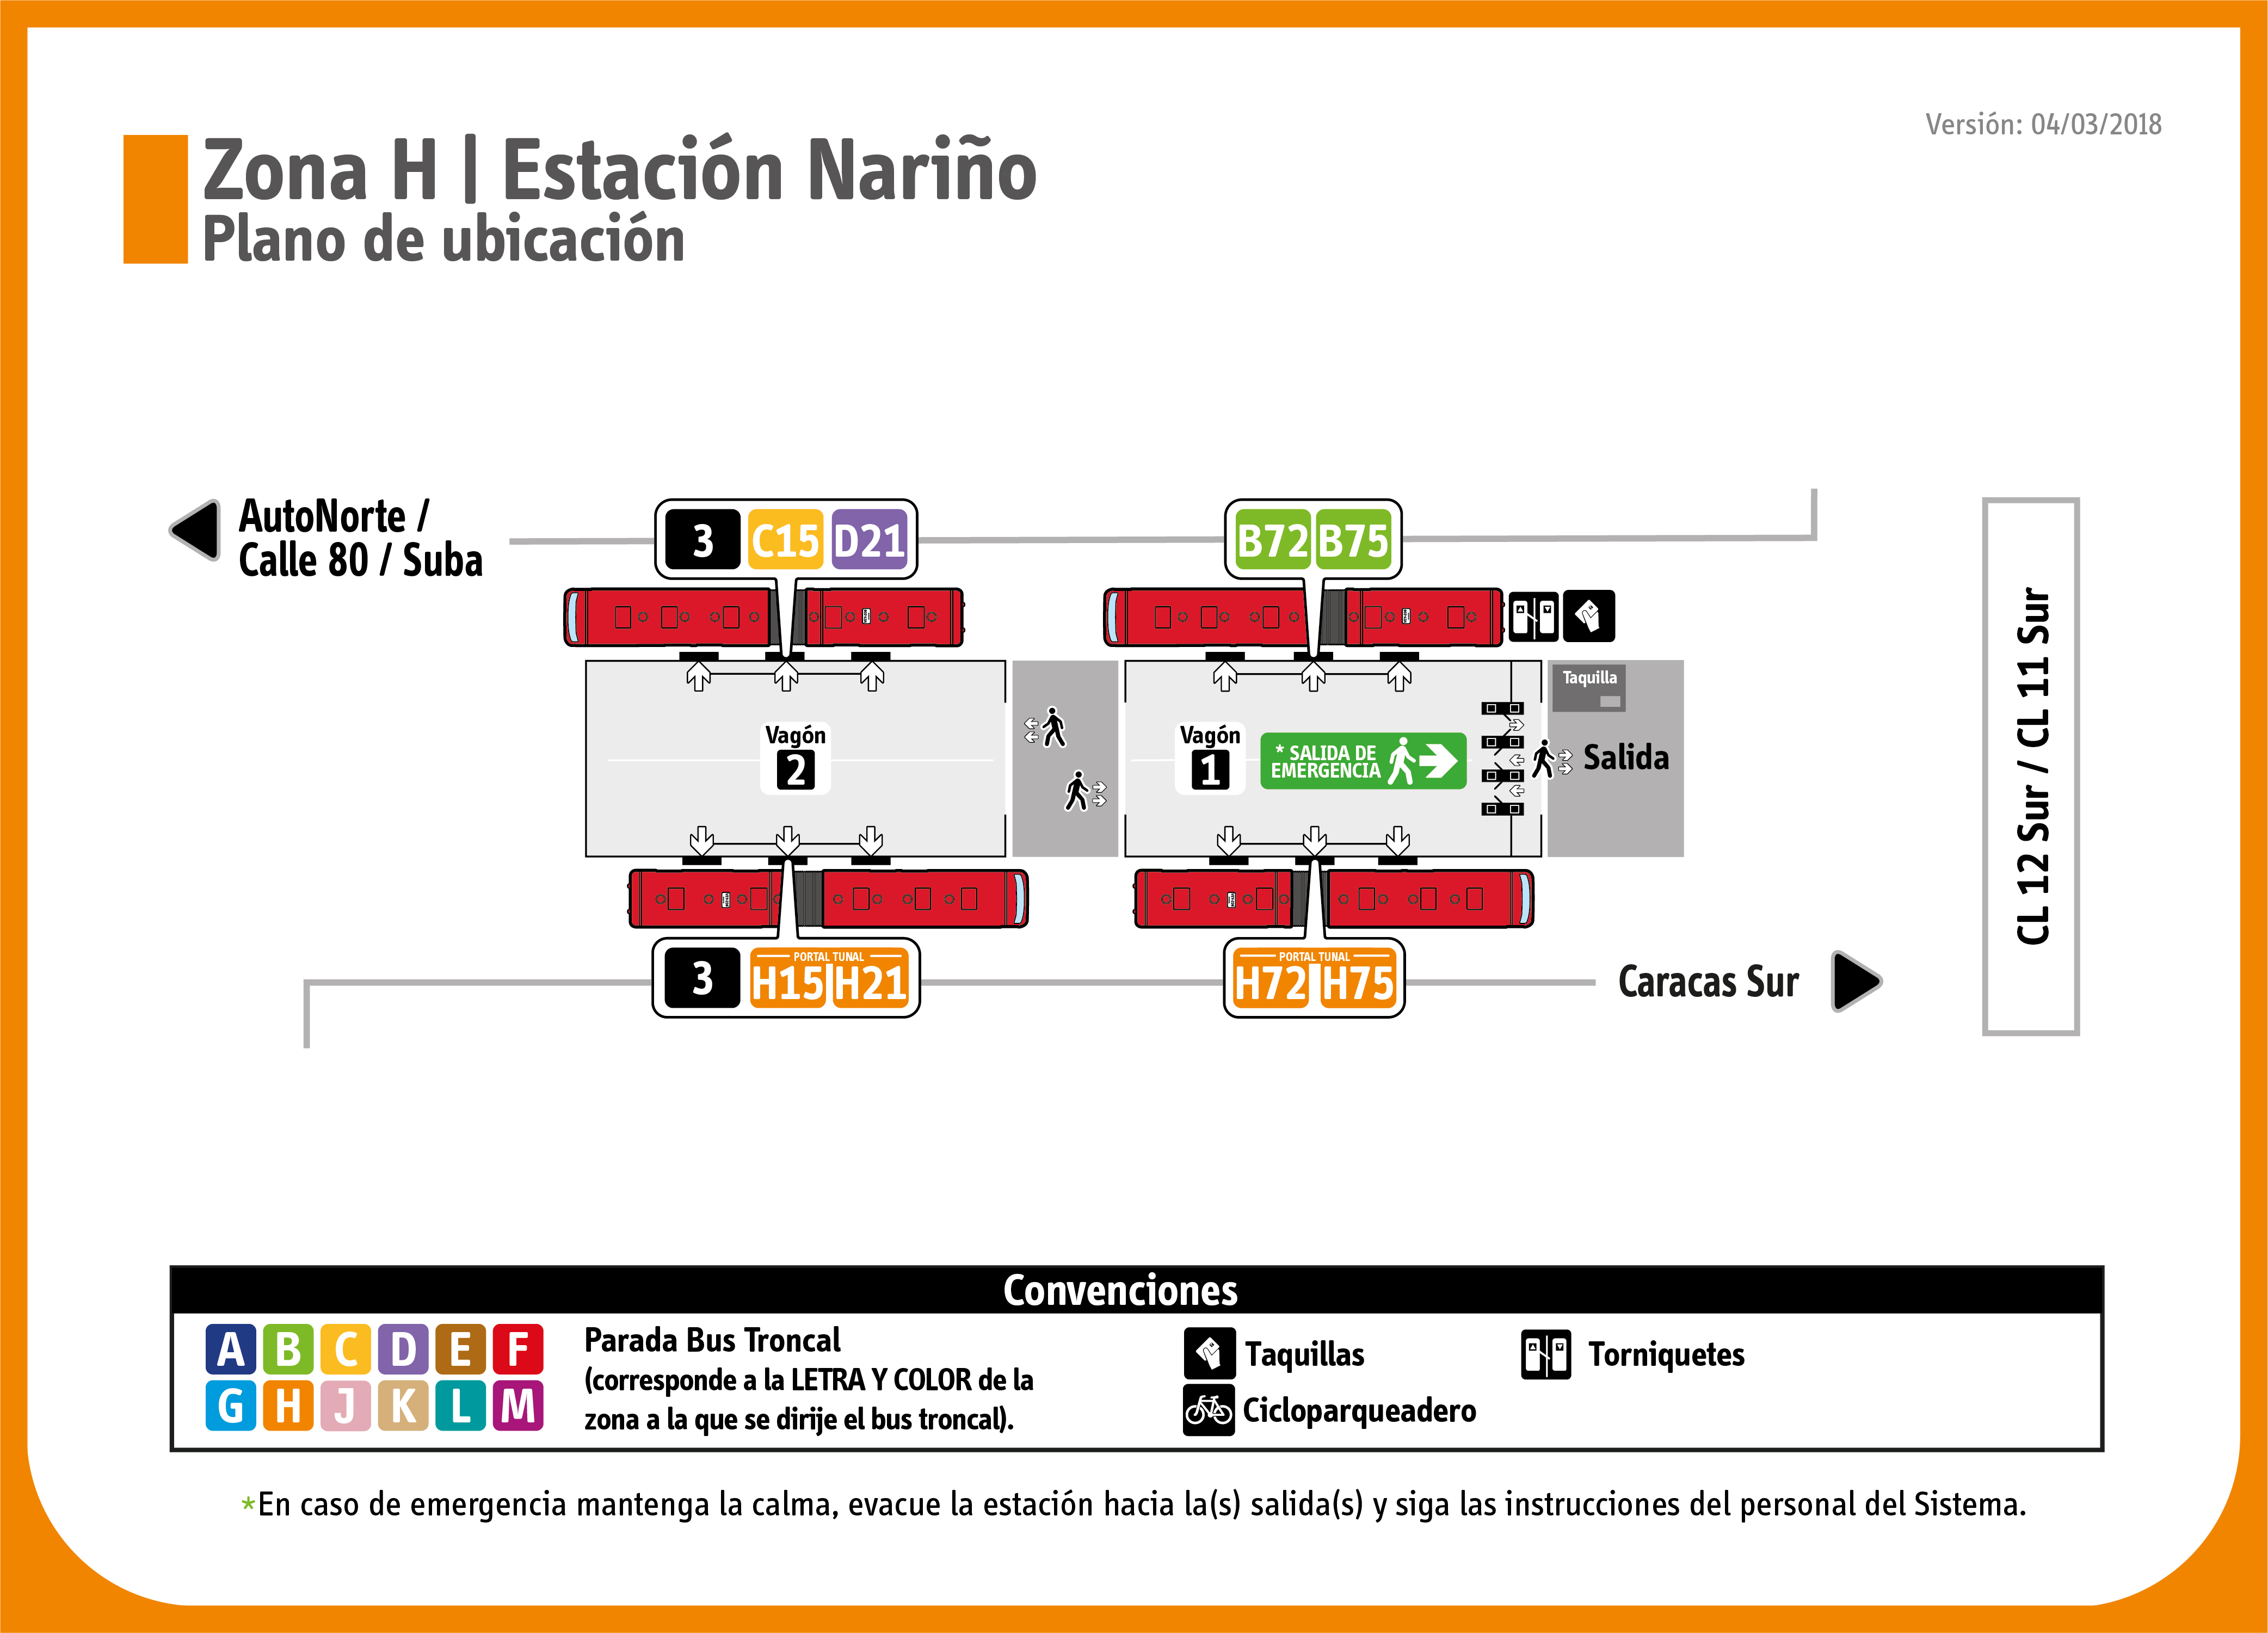 Versión: 04/03/2018
Zona H | Estación Nariño
Plano de ubicación
AutoNorte /
Calle 80 / Suba
3 C15 D21
B72 B75
Taquilla
Vagón
2
Vagón
1
* SALIDA DE
EMERGENCIA
Salida
CL 12 Sur / CL 11 Sur
PORTAL TUNAL
3 H15 H21
PORTAL TUNAL
H72 H75
Caracas Sur
Convenciones
A B C D E F
G H J K L M
Parada Bus Troncal
(corresponde a la LETRA Y COLOR de la
zona a la que se dirije el bus troncal).
Taquillas
Torniquetes
Cicloparqueadero
*En caso de emergencia mantenga la calma, evacue la estación hacia la(s) salida(s) y siga las instrucciones del personal del Sistema.